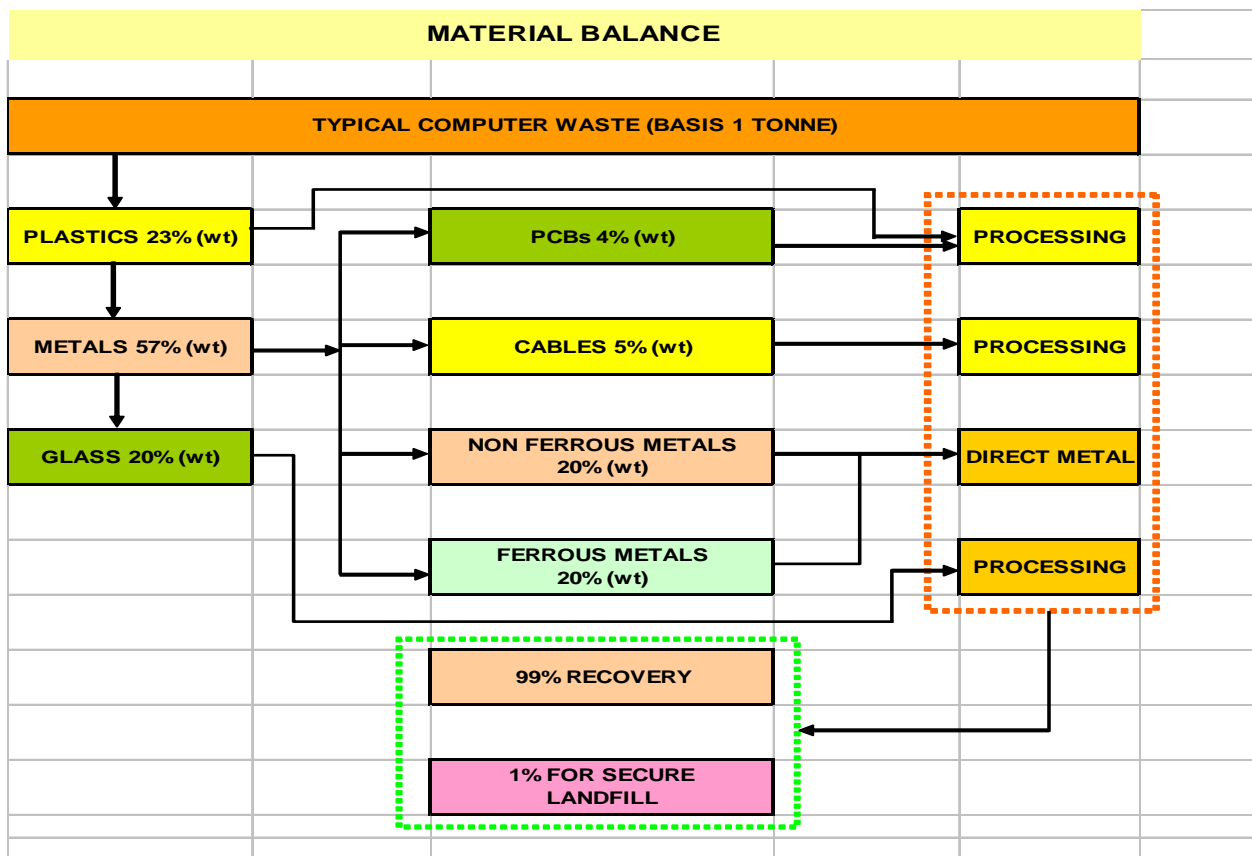 MATERIAL BALANCE
TYPICAL COMPUTER WASTE (BASIS 1 TONNE)
PLASTICS 23% (wt)
PCBs 4% (wt)
PROCESSING
METALS 57% (wt)
CABLES 5% (wt)
PROCESSING
GLASS 20% (wt)
NON FERROUS METALS
20% (wt)
DIRECT METAL
FERROUS METALS
20% (wt)
PROCESSING
99% RECOVERY
1% FOR SECURE
LANDFILL